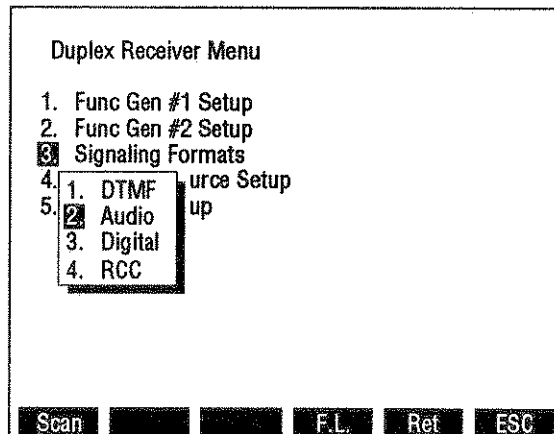 Duplex Receiver Menu
1. Func Gen #1 Setup
2. Func Gen #2 Setup
3. Signaling Formats
4. urce Setup
5. up
1. DTMF
2. Audio
3. Digital
4. RCC
Scan F.L. Ret ESC